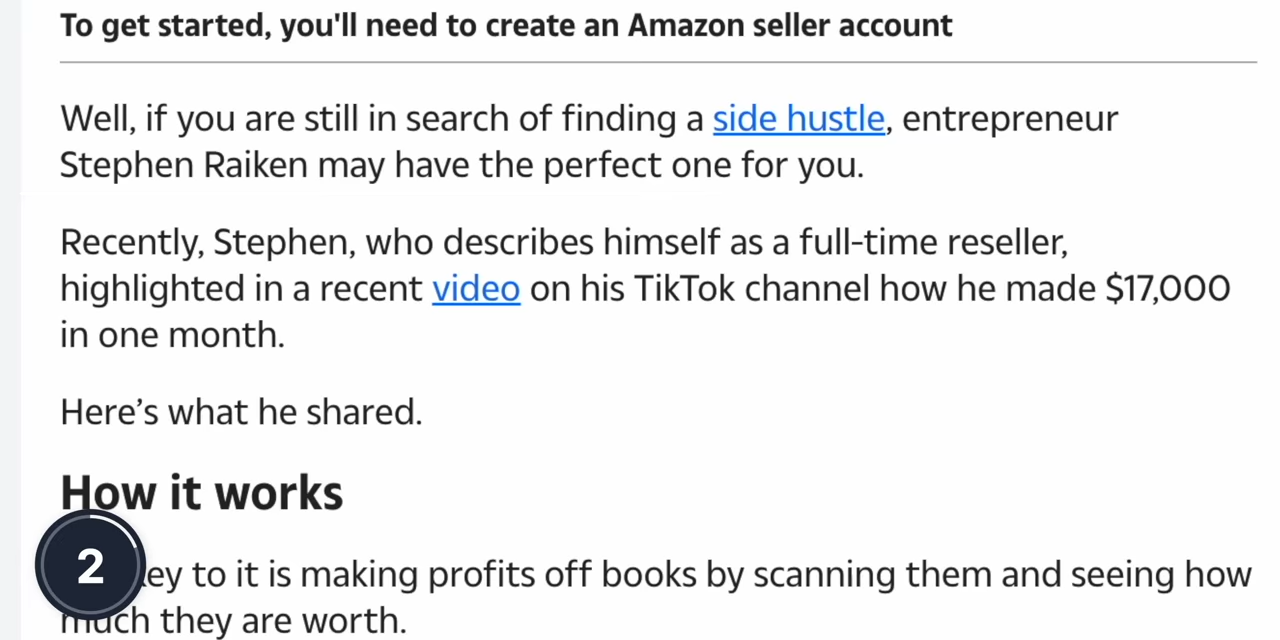 To get started, you'll need to create an Amazon seller account
Well, if you are still in search of finding a side hustle, entrepreneur
Stephen Raiken may have the perfect one for you.
Recently, Stephen, who describes himself as a full-time reseller,
highlighted in a recent video on his TikTok channel how he made $17,000
in one month.
Here’s what he shared.
How it works
to it is making profits off books by scanning them and seeing how
much they are worth.
2